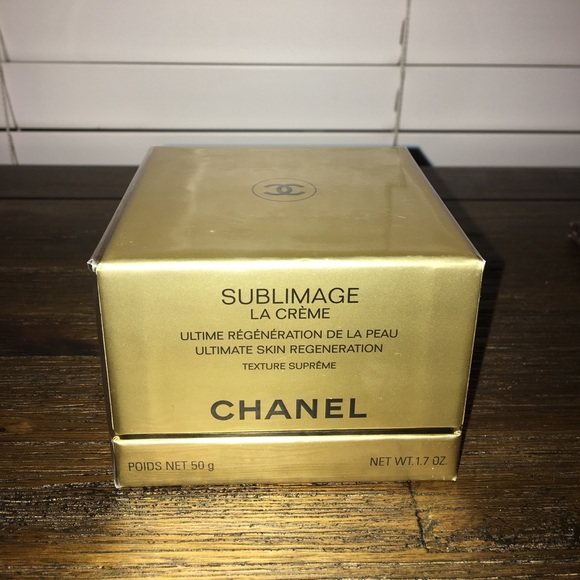 SUBLIMAGE
LA CRÈME
ULTIME RÉGÉNÉRATION DE LA PEAU
ULTIMATE SKIN REGENERATION
TEXTURE SUPRÊME
CHANEL
POIDS NET 50 g NET WT. 1.7 OZ.